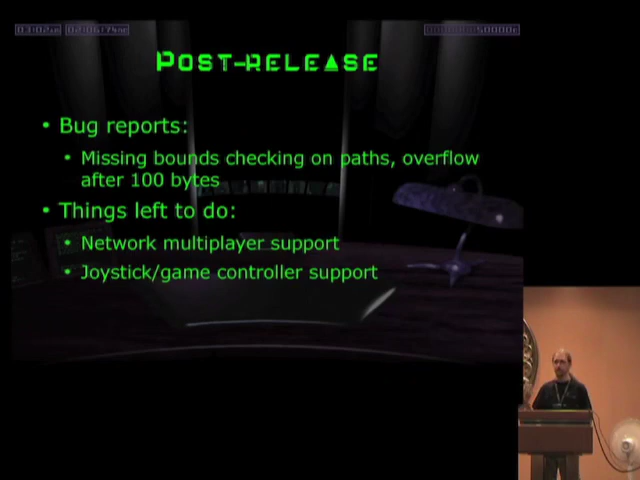 POST-RELEASE
• Bug reports:
• Missing bounds checking on paths, overflow
after 100 bytes
• Things left to do:
• Network multiplayer support
• Joystick/game controller support